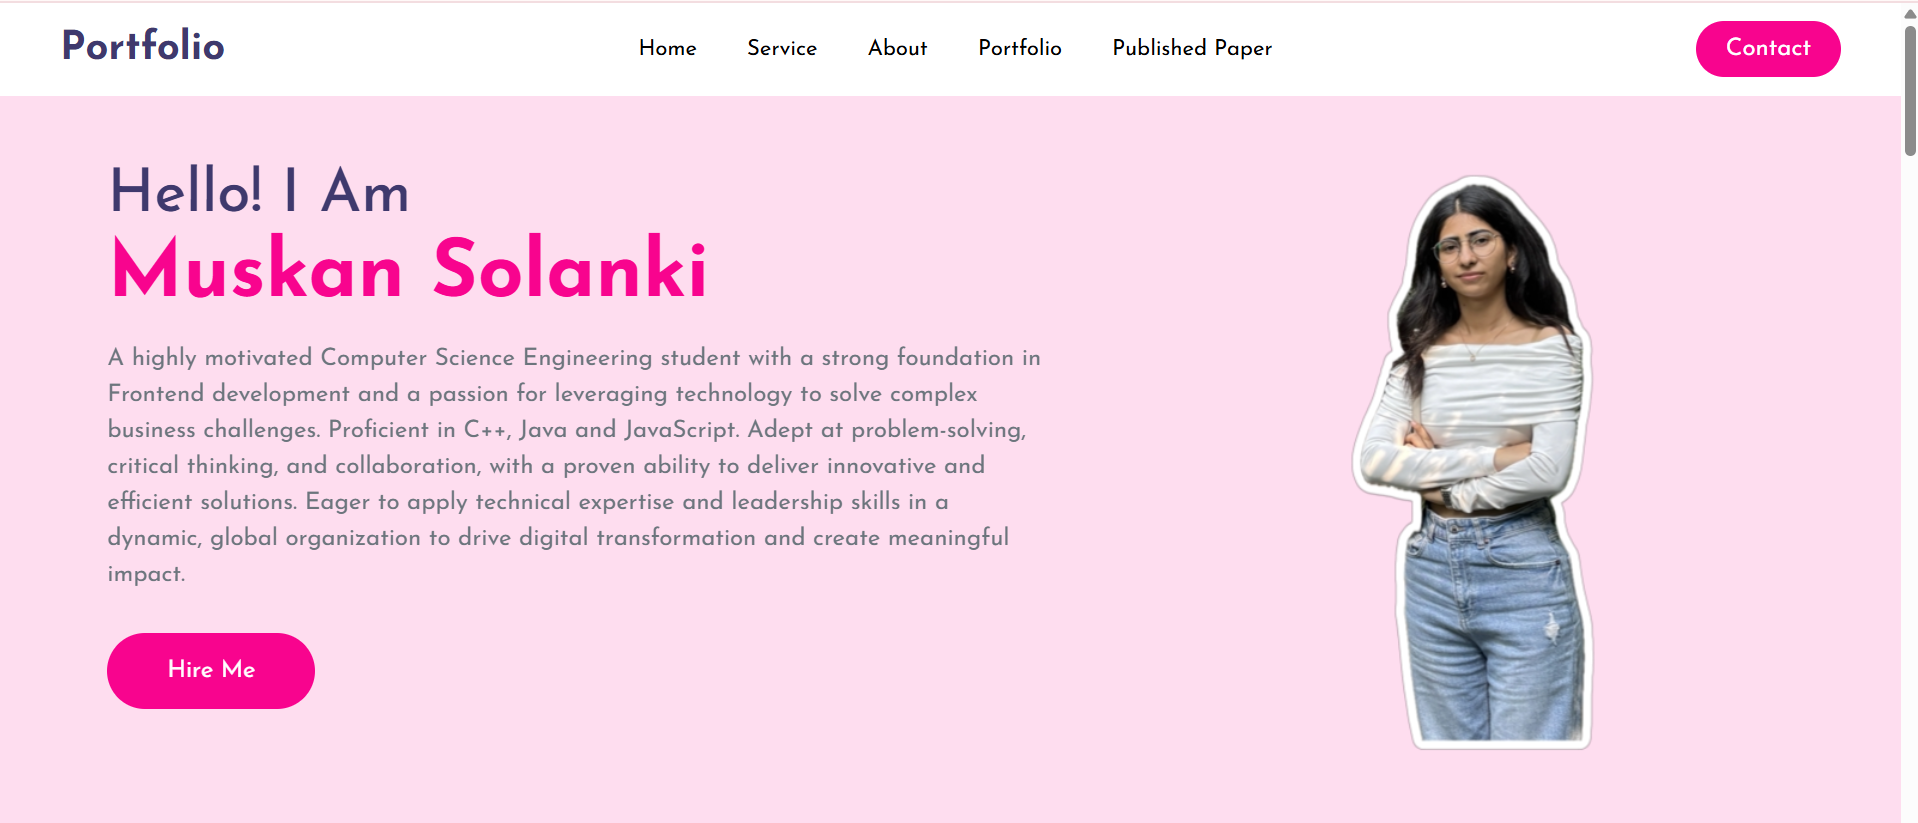 Portfolio
Home
Service
About
Portfolio
Published Paper
Contact
Hello! I Am
Muskan Solanki
A highly motivated Computer Science Engineering student with a strong foundation in
Frontend development and a passion for leveraging technology to solve complex
business challenges. Proficient in C++, Java and JavaScript. Adept at problem-solving,
critical thinking, and collaboration, with a proven ability to deliver innovative and
efficient solutions. Eager to apply technical expertise and leadership skills in a
dynamic, global organization to drive digital transformation and create meaningful
impact.
Hire Me